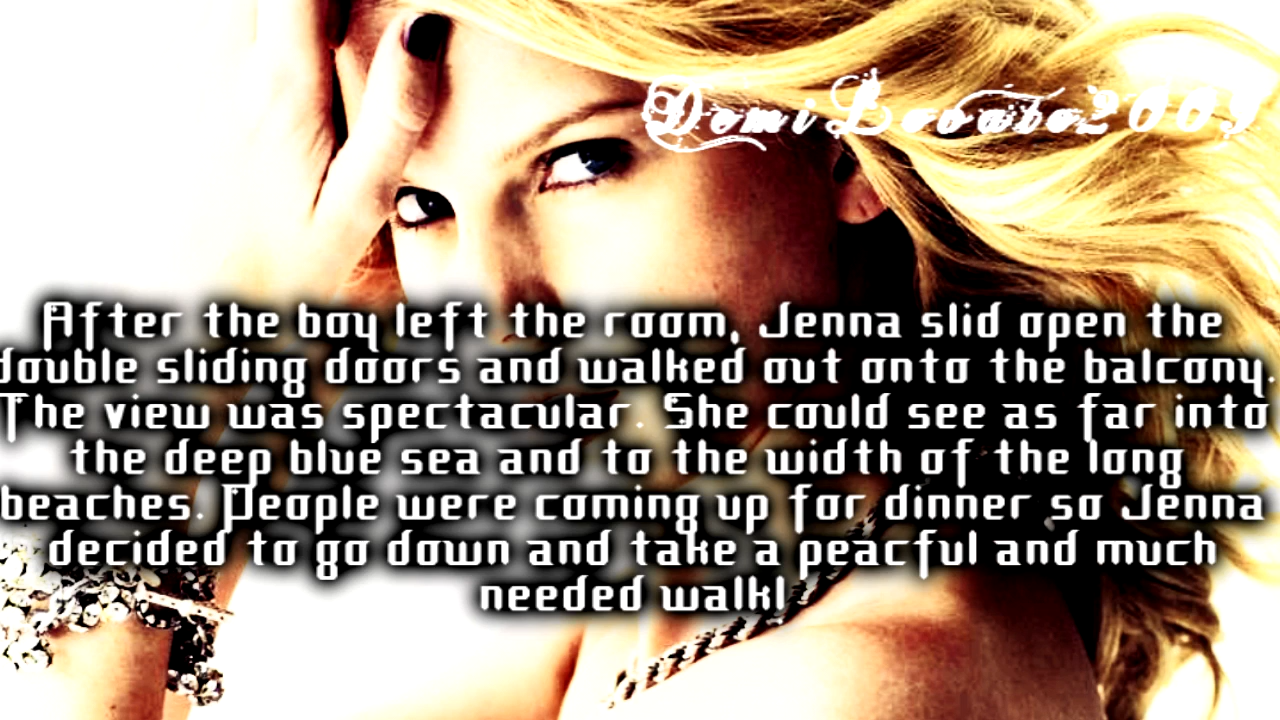 DemiLovato2009
After the boy left the room, Jenna slid open the
double sliding doors and walked out onto the balcony.
The view was spectacular. She could see as far into
the deep blue sea and to the width of the long
beaches. People were coming up for dinner so Jenna
decided to go down and take a peacful and much
needed walk!